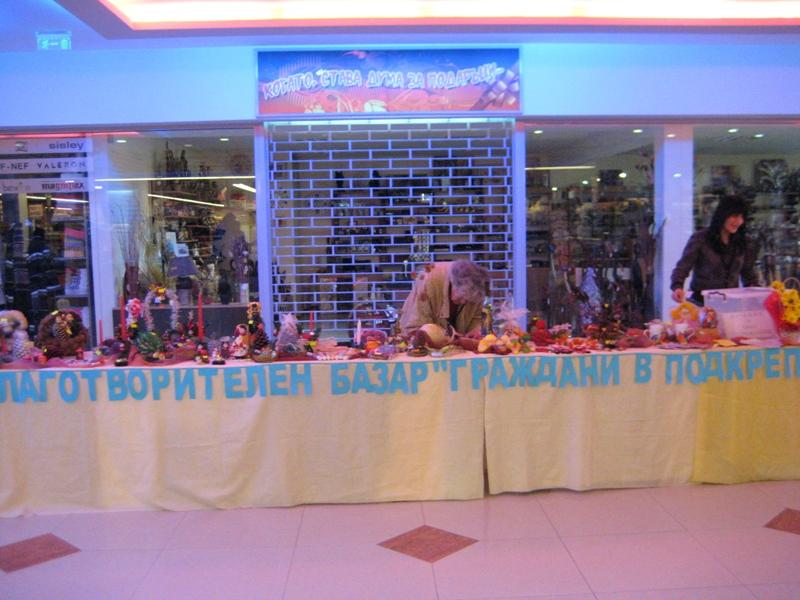 КОГАТО СТАВА ДУМА ЗА ПОДАРЪЦИ
sisley
F-NEF VALERON
ЛАГОТВОРИТЕЛЕН БАЗАР "ГРАЖДАНИ В ПОДКРЕП